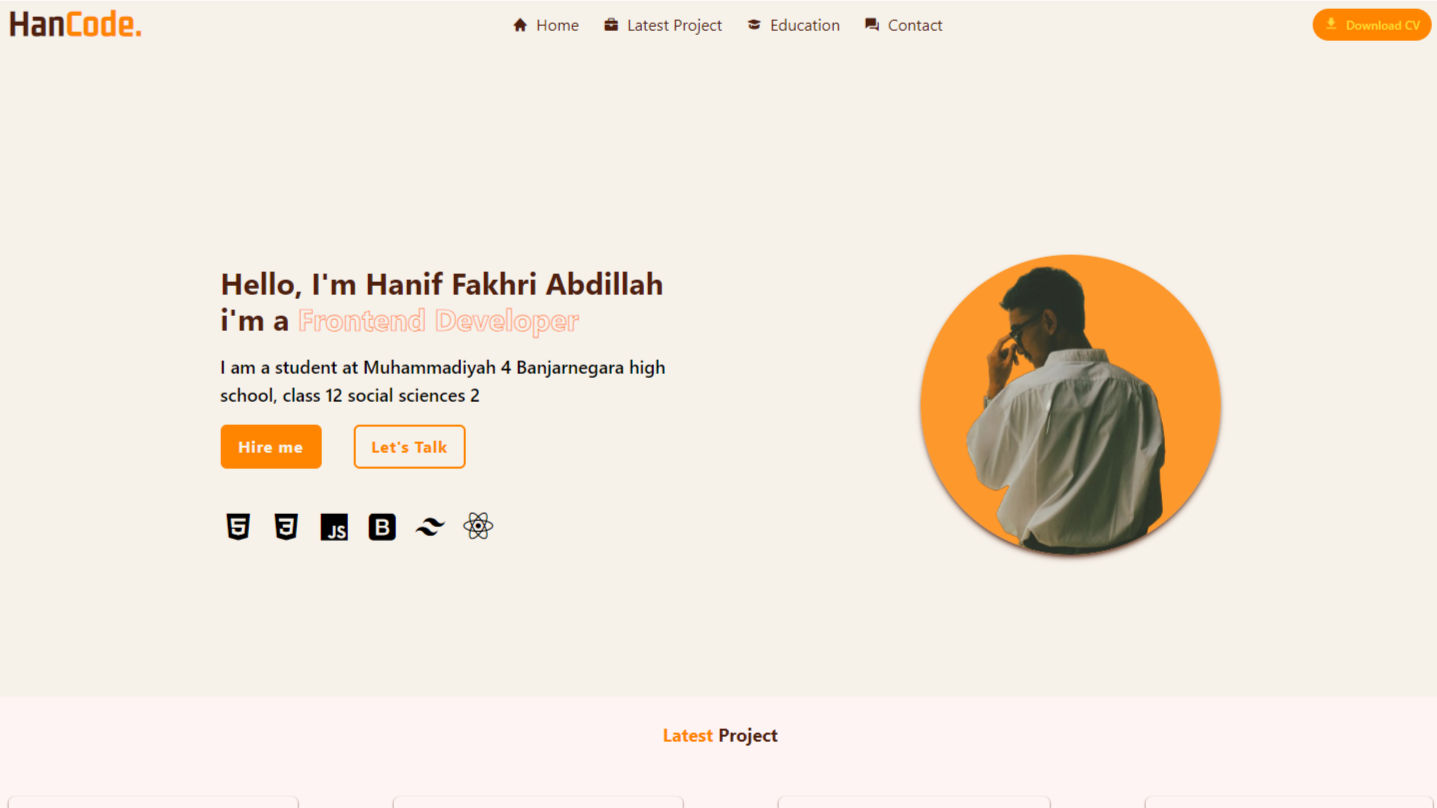 HanCode.
Home
Latest Project
Education
Contact
Download CV
Hello, I'm Hanif Fakhri Abdillah
i'm a Frontend Developer
I am a student at Muhammadiyah 4 Banjarnegara high
school, class 12 social sciences 2
Hire me
Let's Talk
5
3
JS
B
Latest Project